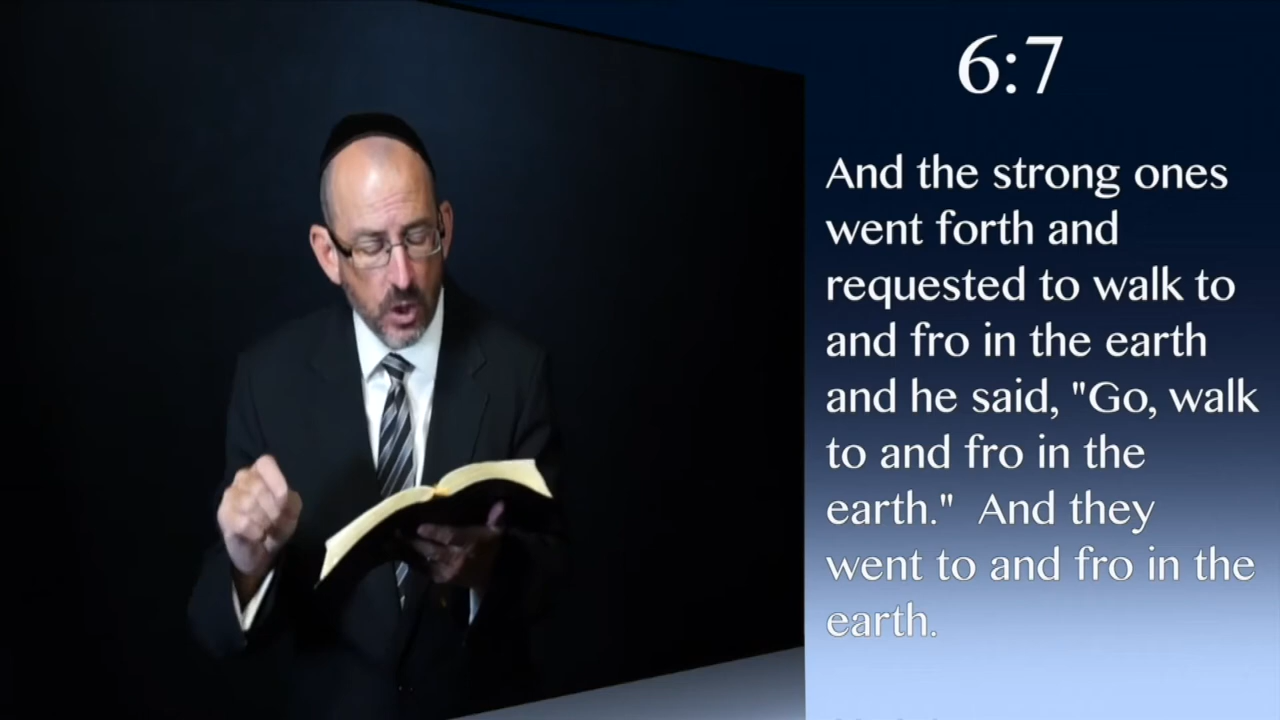 6:7
And the strong ones
went forth and
requested to walk to
and fro in the earth
and he said, "Go, walk
to and fro in the
earth."  And they
went to and fro in the
earth.